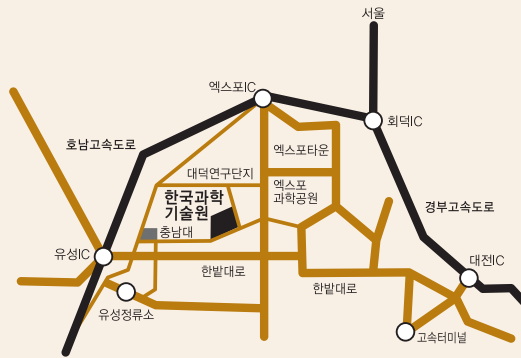 서울
엑스포IC
회덕IC
호남고속도로
엑스포타운
대덕연구단지
엑스포
과학공원
한국과학
기술원
경부고속도로
충남대
유성IC
대전IC
한밭대로
한밭대로
유성정류소
고속터미널